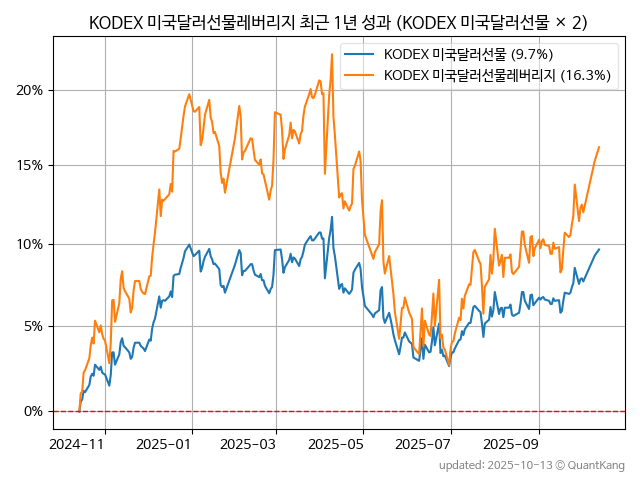 KODEX 미국달러선물레버리지 최근 1년 성과 (KODEX 미국달러선물 × 2)
KODEX 미국달러선물 (9.7%)
KODEX 미국달러선물레버리지 (16.3%)
20%
15%
10%
5%
0%
2024-11 2025-01 2025-03 2025-05 2025-07 2025-09
updated: 2025-10-13 © QuantKang